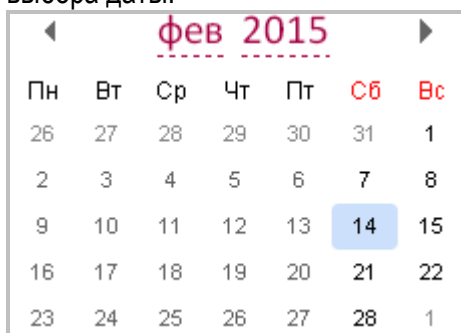 выбора даты.
фев 2015
Пн Вт Ср Чт Пт Сб Вс
26 27 28 29 30 31 1
2 3 4 5 6 7 8
9 10 11 12 13 14 15
16 17 18 19 20 21 22
23 24 25 26 27 28 1